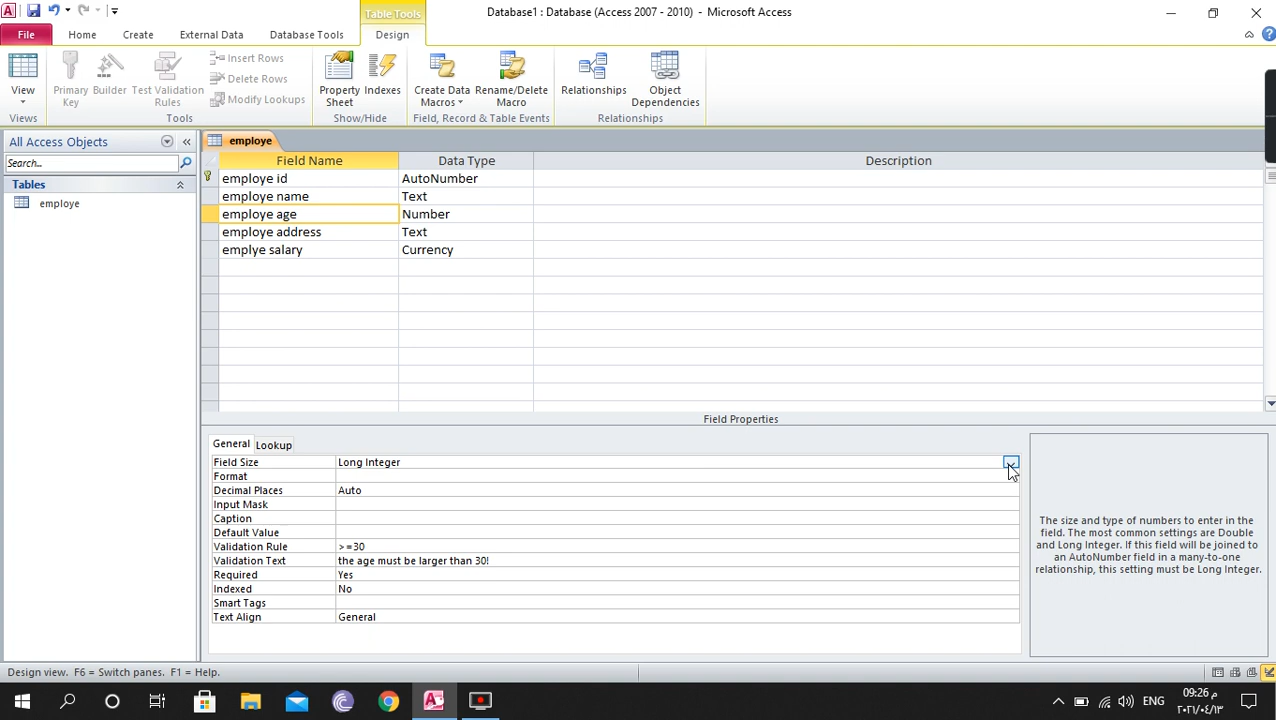 Table Tools
Database1 : Database (Access 2007 - 2010) - Microsoft Access
File
Home
Create
External Data
Database Tools
Design
View
Primary Key
Builder
Test Validation Rules
Insert Rows
Delete Rows
Modify Lookups
Property Sheet
Indexes
Create Data Macros
Rename/Delete Macro
Relationships
Object Dependencies
Views
Tools
Show/Hide
Field, Record & Table Events
Relationships
All Access Objects
Search...
Tables
employe
employe
Field Name Data Type Description
employe id AutoNumber
employe name Text
employe age Number
employe address Text
emplye salary Currency
Field Properties
General Lookup
Field Size Long Integer
Format
Decimal Places Auto
Input Mask
Caption
Default Value
Validation Rule >=30
Validation Text the age must be larger than 30!
Required Yes
Indexed No
Smart Tags
Text Align General
The size and type of numbers to enter in the
field. The most common settings are Double
and Long Integer. If this field will be joined to
an AutoNumber field in a many-to-one
relationship, this setting must be Long Integer.
Design view. F6 = Switch panes. F1 = Help.
ENG
09:26 م
٢٠٢١/٠٤/١٣